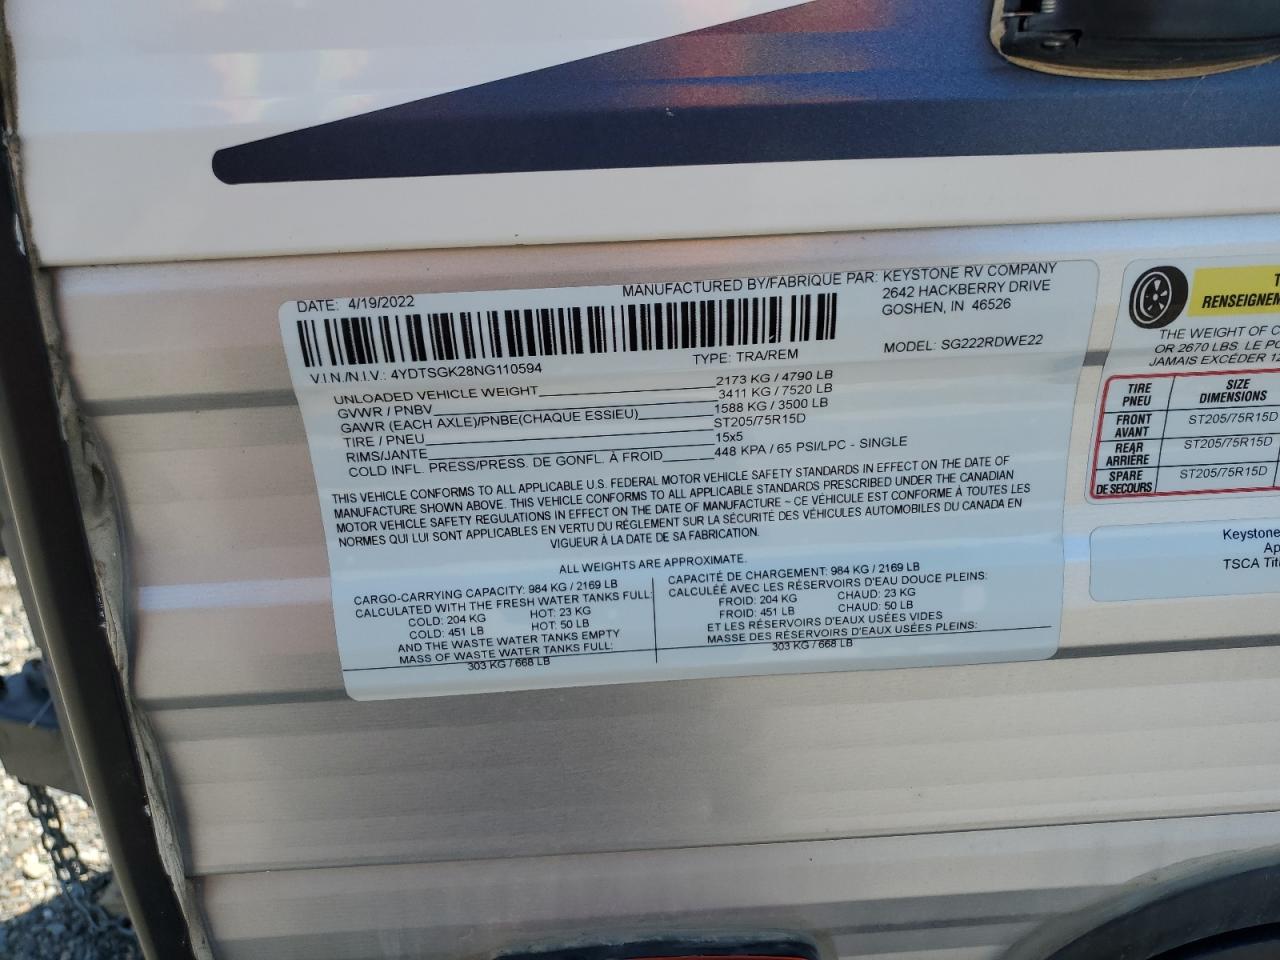 DATE: 4/19/2022
MANUFACTURED BY/FABRIQUE PAR: KEYSTONE RV COMPANY
2642 HACKBERRY DRIVE
GOSHEN, IN 46526
V.I.N./N.I.V.: 4YDTSGK28NG110594
TYPE: TRA/REM
MODEL: SG222RDWE22
UNLOADED VEHICLE WEIGHT 2173 KG / 4790 LB
GVWR / PNBV 3411 KG / 7520 LB
GAWR (EACH AXLE)/PNBE(CHAQUE ESSIEU) 1588 KG / 3500 LB
TIRE / PNEU ST205/75R15D
RIMS/JANTE 15x5
COLD INFL. PRESS/PRESS. DE GONFL. À FROID 448 KPA / 65 PSI/LPC - SINGLE
THIS VEHICLE CONFORMS TO ALL APPLICABLE U.S. FEDERAL MOTOR VEHICLE SAFETY STANDARDS IN EFFECT ON THE DATE OF
MANUFACTURE SHOWN ABOVE. THIS VEHICLE CONFORMS TO ALL APPLICABLE STANDARDS PRESCRIBED UNDER THE CANADIAN
MOTOR VEHICLE SAFETY REGULATIONS IN EFFECT ON THE DATE OF MANUFACTURE ~ CE VÉHICULE EST CONFORME À TOUTES LES
NORMES QUI LUI SONT APPLICABLES EN VERTU DU RÉGLEMENT SUR LA SÉCURITÉ DES VÉHICULES AUTOMOBILES DU CANADA EN
VIGUEUR À LA DATE DE SA FABRICATION.
ALL WEIGHTS ARE APPROXIMATE.
CARGO-CARRYING CAPACITY: 984 KG / 2169 LB
CALCULATED WITH THE FRESH WATER TANKS FULL:
COLD: 204 KG HOT: 23 KG
COLD: 451 LB HOT: 50 LB
AND THE WASTE WATER TANKS EMPTY
MASS OF WASTE WATER TANKS FULL:
303 KG / 668 LB
CAPACITÉ DE CHARGEMENT: 984 KG / 2169 LB
CALCULÉE AVEC LES RÉSERVOIRS D'EAU DOUCE PLEINS:
FROID: 204 KG CHAUD: 23 KG
FROID: 451 LB CHAUD: 50 LB
ET LES RÉSERVOIRS D'EAUX USÉES VIDES
MASSE DES RÉSERVOIRS D'EAUX USÉES PLEINS:
303 KG / 668 LB
T
RENSEIGNEM
THE WEIGHT OF C
OR 2670 LBS. LE PO
JAMAIS EXCÉDER 12
TIRE PNEU SIZE DIMENSIONS
FRONT AVANT ST205/75R15D
REAR ARRIÈRE ST205/75R15D
SPARE DE SECOURS ST205/75R15D
Keystone
Ap
TSCA Titl